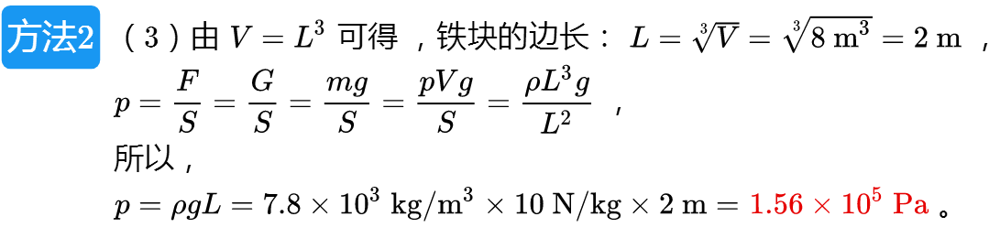 方法2 （3）由 V = L³ 可得 ，铁块的边长： L = ∛V = ∛(8 m³) = 2 m ，
p = F/S = G/S = mg/S = pVg/S = ρL³g/L² ，
所以，
p = ρgL = 7.8 × 10³ kg/m³ × 10 N/kg × 2 m = 1.56 × 10⁵ Pa 。